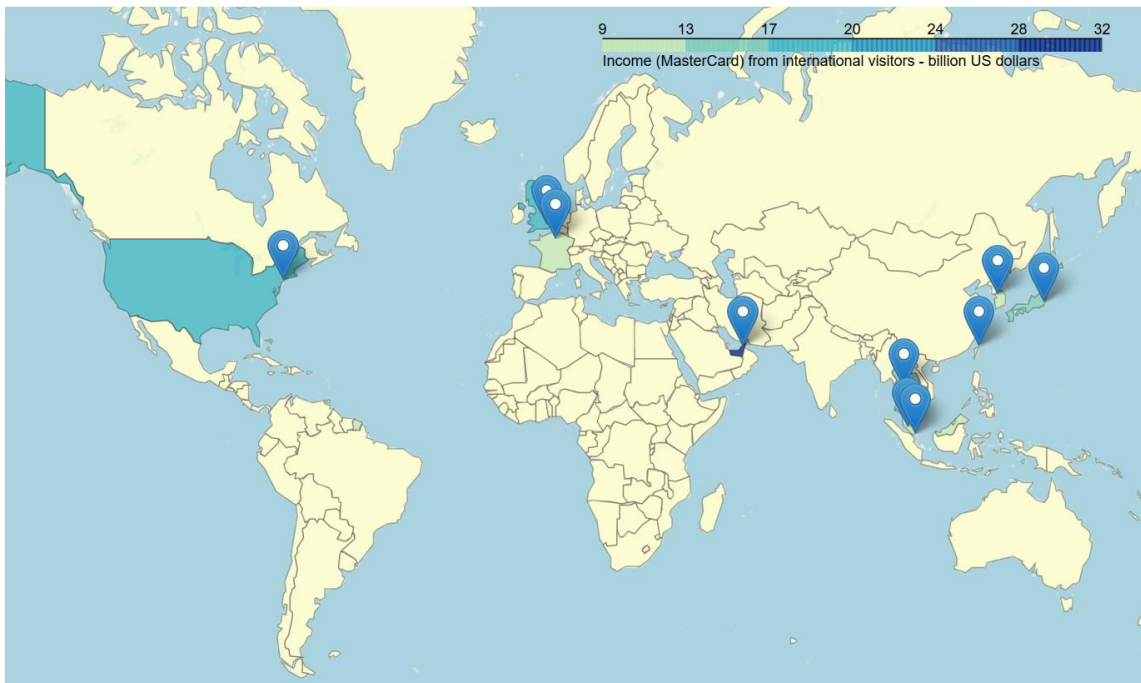 9 13 17 20 24 28 32
Income (MasterCard) from international visitors - billion US dollars